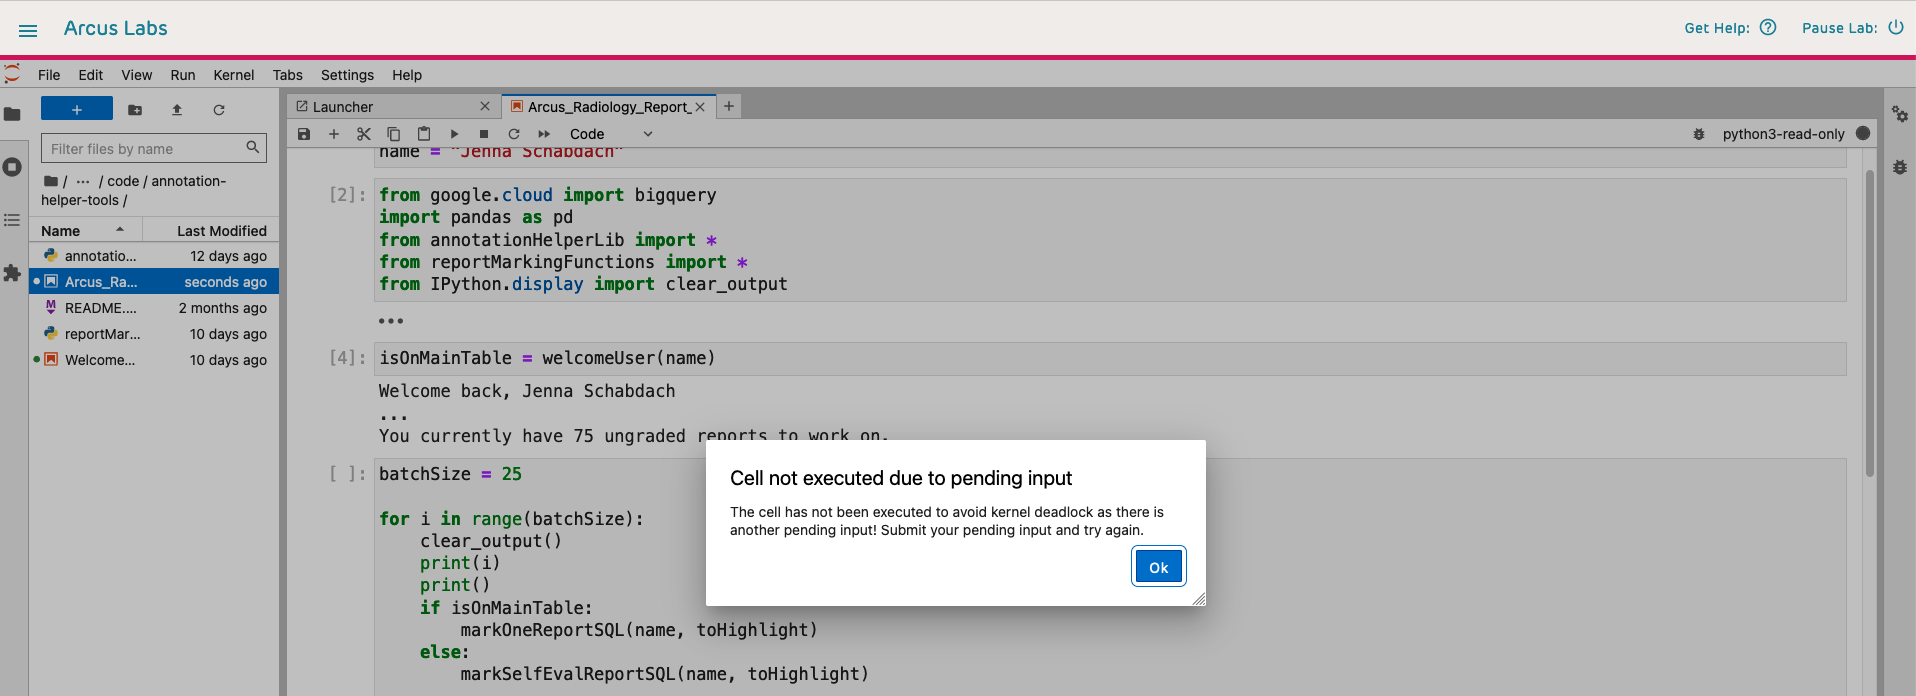 Arcus Labs
Get Help:
Pause Lab:
File Edit View Run Kernel Tabs Settings Help
Launcher
Arcus_Radiology_Report_
Code
python3-read-only
Filter files by name
/ ... / code / annotation-
helper-tools /
Name Last Modified
annotatio... 12 days ago
Arcus_Ra... seconds ago
README.... 2 months ago
reportMar... 10 days ago
Welcome... 10 days ago
name = "Jenna Schabdach"
[2]: from google.cloud import bigquery
import pandas as pd
from annotationHelperLib import *
from reportMarkingFunctions import *
from IPython.display import clear_output
•••
[4]: isOnMainTable = welcomeUser(name)
Welcome back, Jenna Schabdach
...
You currently have 75 ungraded reports to work on.
[ ]: batchSize = 25
for i in range(batchSize):
clear_output()
print(i)
print()
if isOnMainTable:
markOneReportSQL(name, toHighlight)
else:
markSelfEvalReportSQL(name, toHighlight)
Cell not executed due to pending input
The cell has not been executed to avoid kernel deadlock as there is
another pending input! Submit your pending input and try again.
Ok